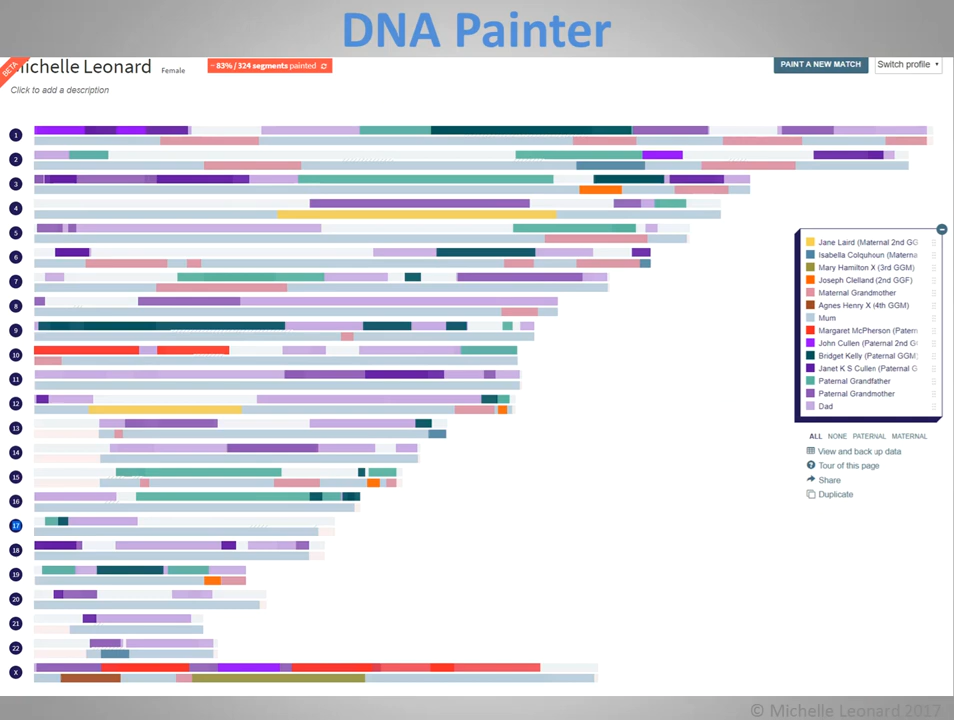 DNA Painter
BETA
Michelle Leonard Female
~ 83% / 324 segments painted
PAINT A NEW MATCH
Switch profile
Click to add a description
1
2
3
4
5
6
7
8
9
10
11
12
13
14
15
16
17
18
19
20
21
22
X
Jane Laird (Maternal 2nd GG
Isabella Colquhoun (Materna
Mary Hamilton X (3rd GGM)
Joseph Clelland (2nd GGF)
Maternal Grandmother
Agnes Henry X (4th GGM)
Mum
Margaret McPherson (Patern
John Cullen (Paternal 2nd G
Bridget Kelly (Paternal GGM
Janet K S Cullen (Paternal G
Paternal Grandfather
Paternal Grandmother
Dad
ALL NONE PATERNAL MATERNAL
View and back up data
Tour of this page
Share
Duplicate
© Michelle Leonard 2017